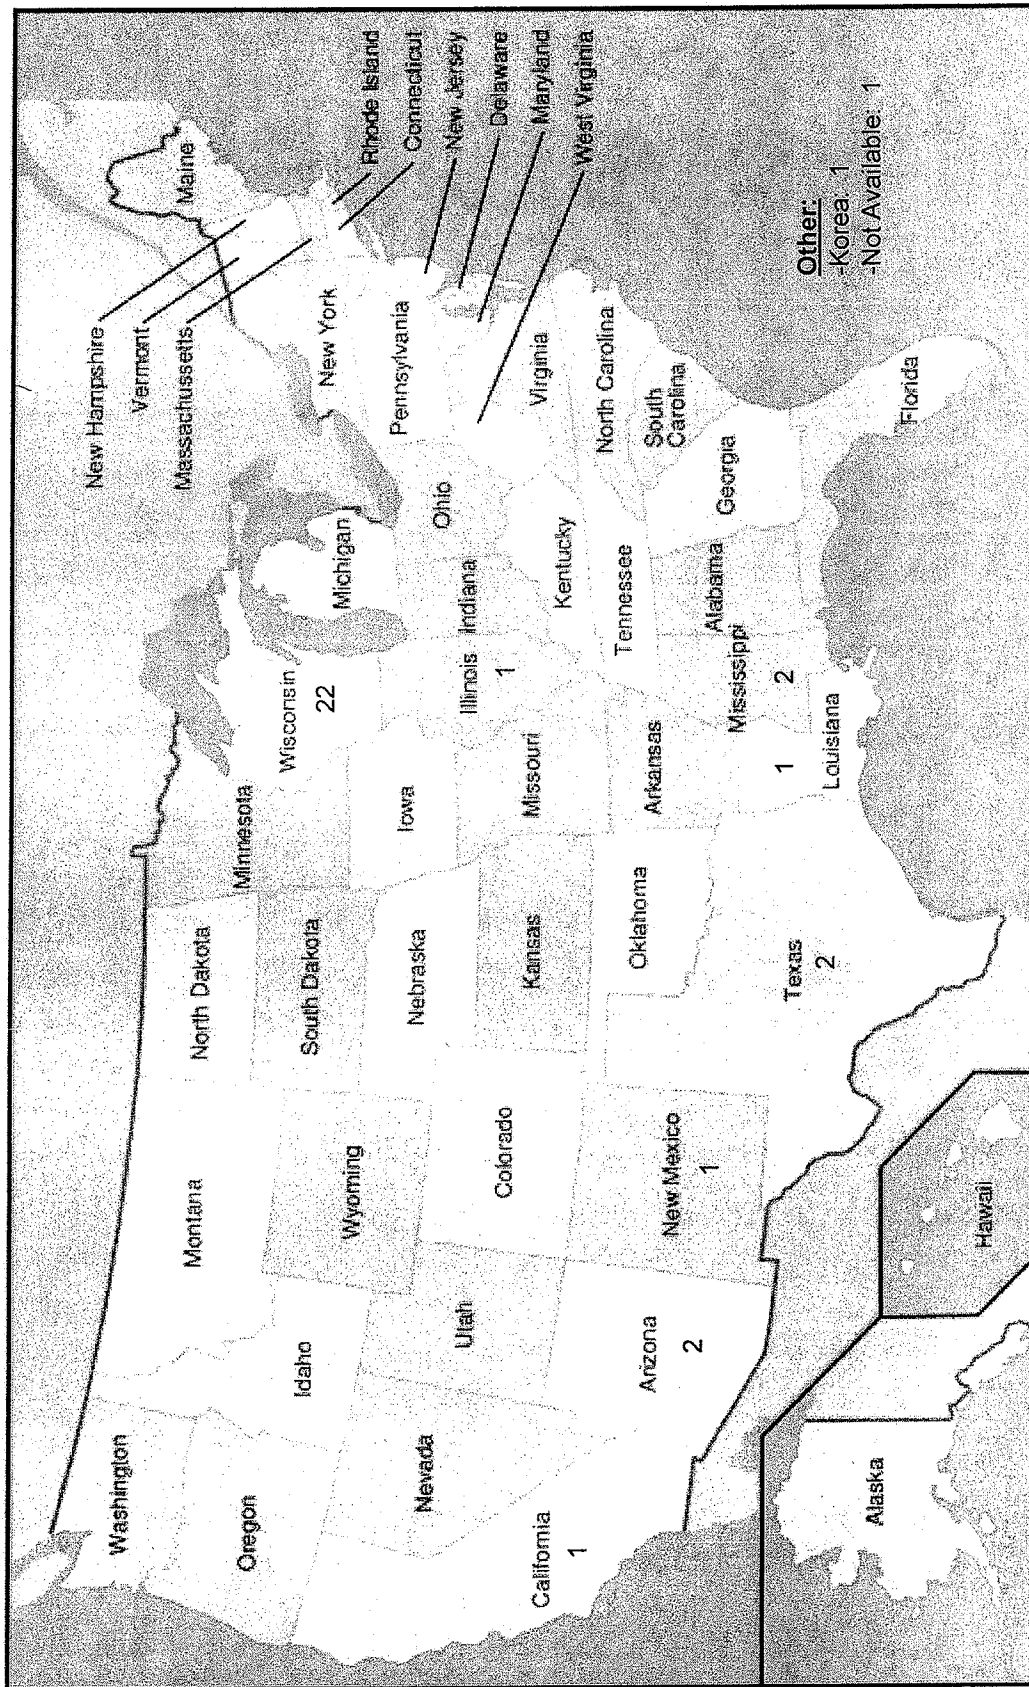 New Hampshire
Vermont
Massachussetts
Maine
Rhode Island
Connecticut
New Jersey
Delaware
Maryland
West Virginia
Washington
Oregon
Idaho
Montana
North Dakota
South Dakota
Minnesota
Wisconsin
22
Michigan
New York
Pennsylvania
Wyoming
Nebraska
Iowa
Illinois
1
Indiana
Ohio
Nevada
Utah
Colorado
Kansas
Missouri
Kentucky
Virginia
California
1
Arizona
2
New Mexico
1
Oklahoma
Arkansas
Tennessee
North Carolina
South
Carolina
Texas
2
1
Louisiana
Mississippi
2
Alabama
Georgia
Florida
Alaska
Hawaii
Other:
-Korea: 1
-Not Available: 1